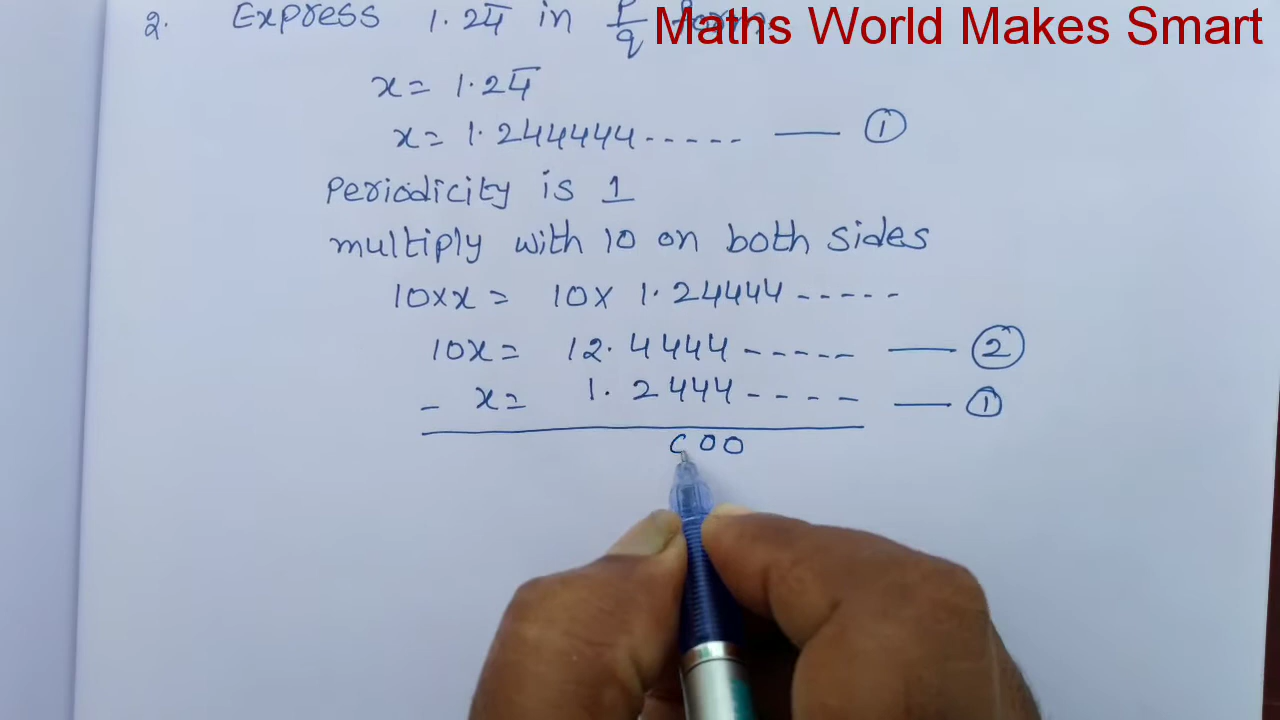 2. Express 1.24̅ in p/q form
Maths World Makes Smart
x = 1.24̅
x = 1.244444..... —— ①
Periodicity is 1
multiply with 10 on both sides
10×x = 10× 1.24444-----
10x = 12.4444----- —— ②
- x = 1.2444---- —— ①
000